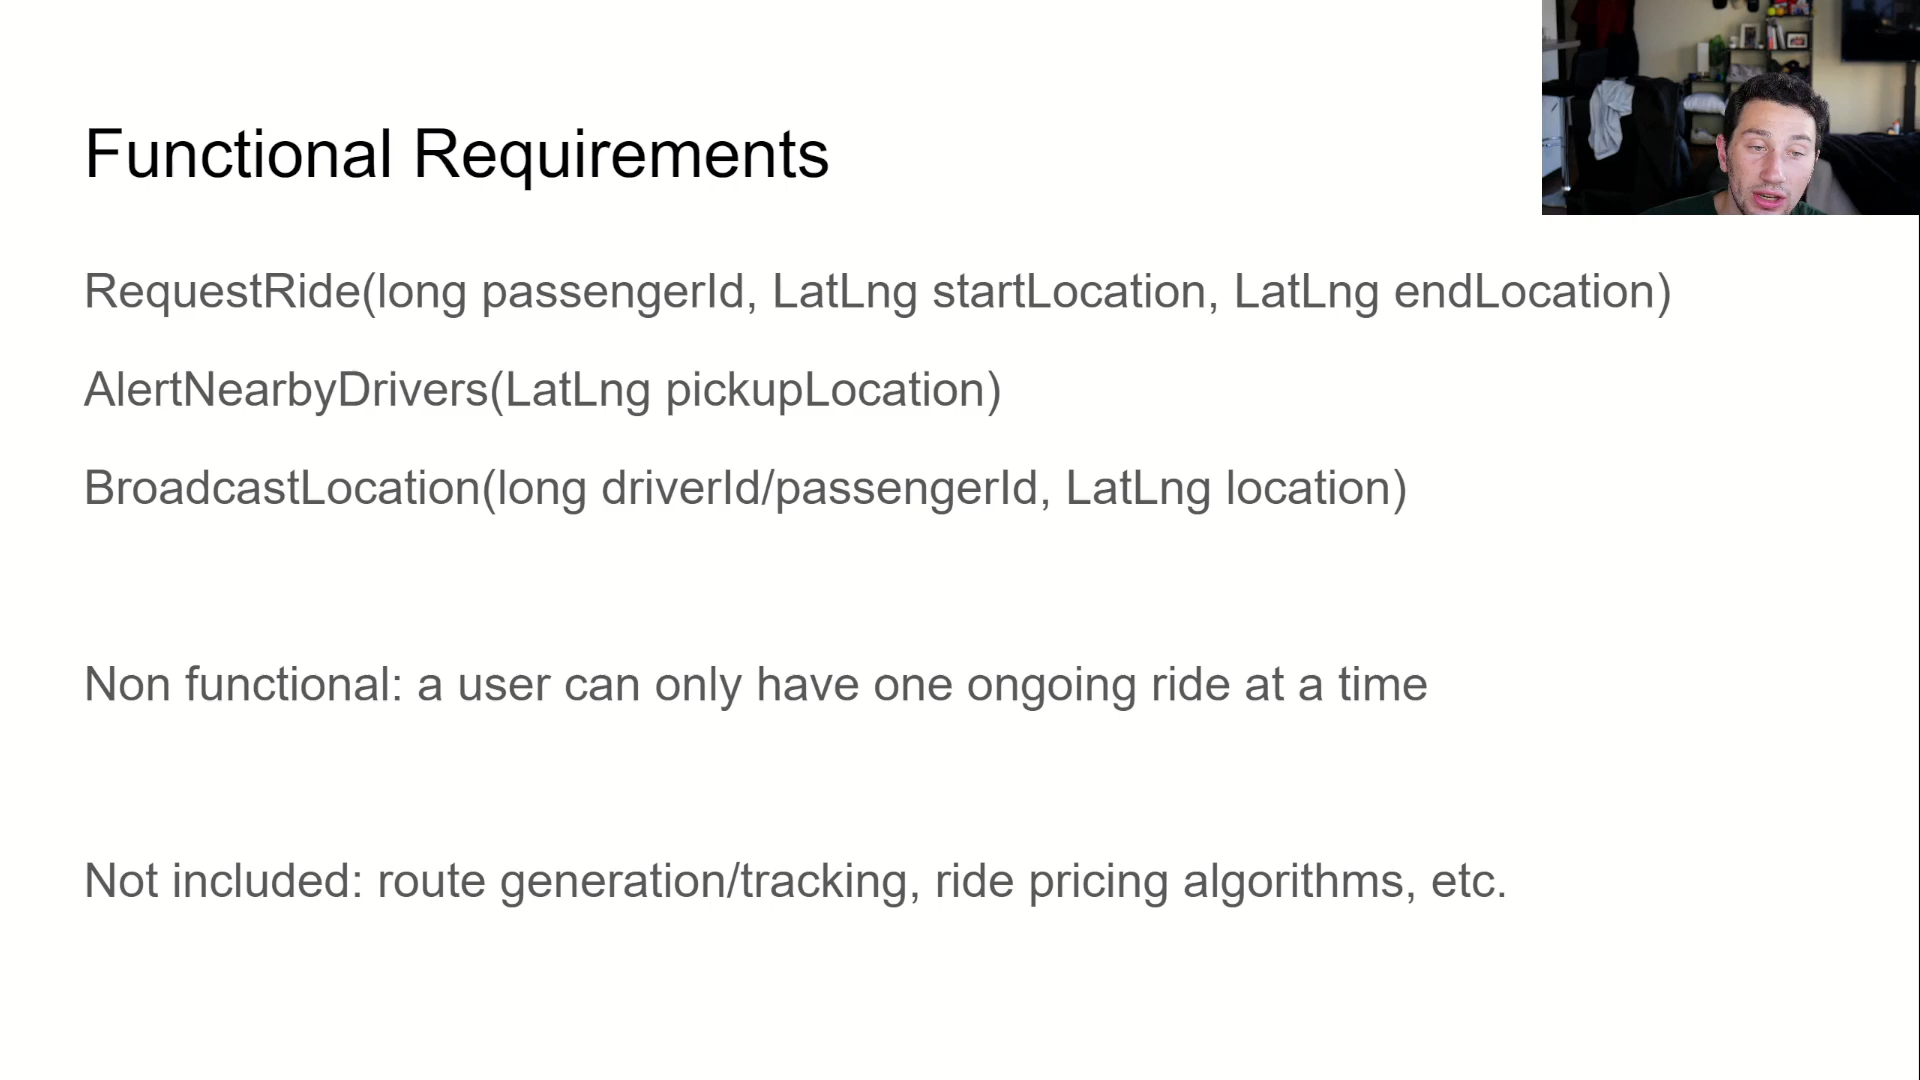 Functional Requirements
RequestRide(long passengerId, LatLng startLocation, LatLng endLocation)
AlertNearbyDrivers(LatLng pickupLocation)
BroadcastLocation(long driverId/passengerId, LatLng location)
Non functional: a user can only have one ongoing ride at a time
Not included: route generation/tracking, ride pricing algorithms, etc.